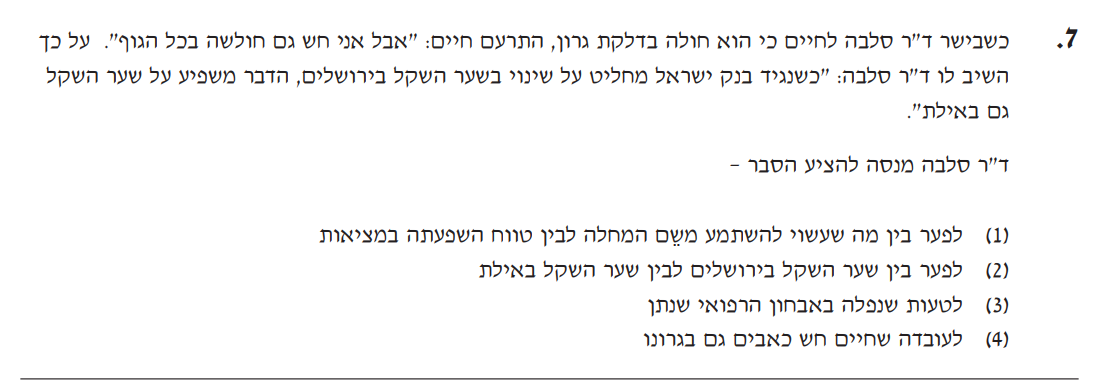 7. כשבישר ד"ר סלבה לחיים כי הוא חולה בדלקת גרון, התרעם חיים: "אבל אני חש גם חולשה בכל הגוף". על כך
השיב לו ד"ר סלבה: "כשנגיד בנק ישראל מחליט על שינוי בשער השקל בירושלים, הדבר משפיע על שער השקל
גם באילת".
ד"ר סלבה מנסה להציע הסבר –
(1) לפער בין מה שעשוי להשתמע משֵם המחלה לבין טווח השפעתה במציאות
(2) לפער בין שער השקל בירושלים לבין שער השקל באילת
(3) לטעות שנפלה באבחון הרפואי שנתן
(4) לעובדה שחיים חש כאבים גם בגרונו